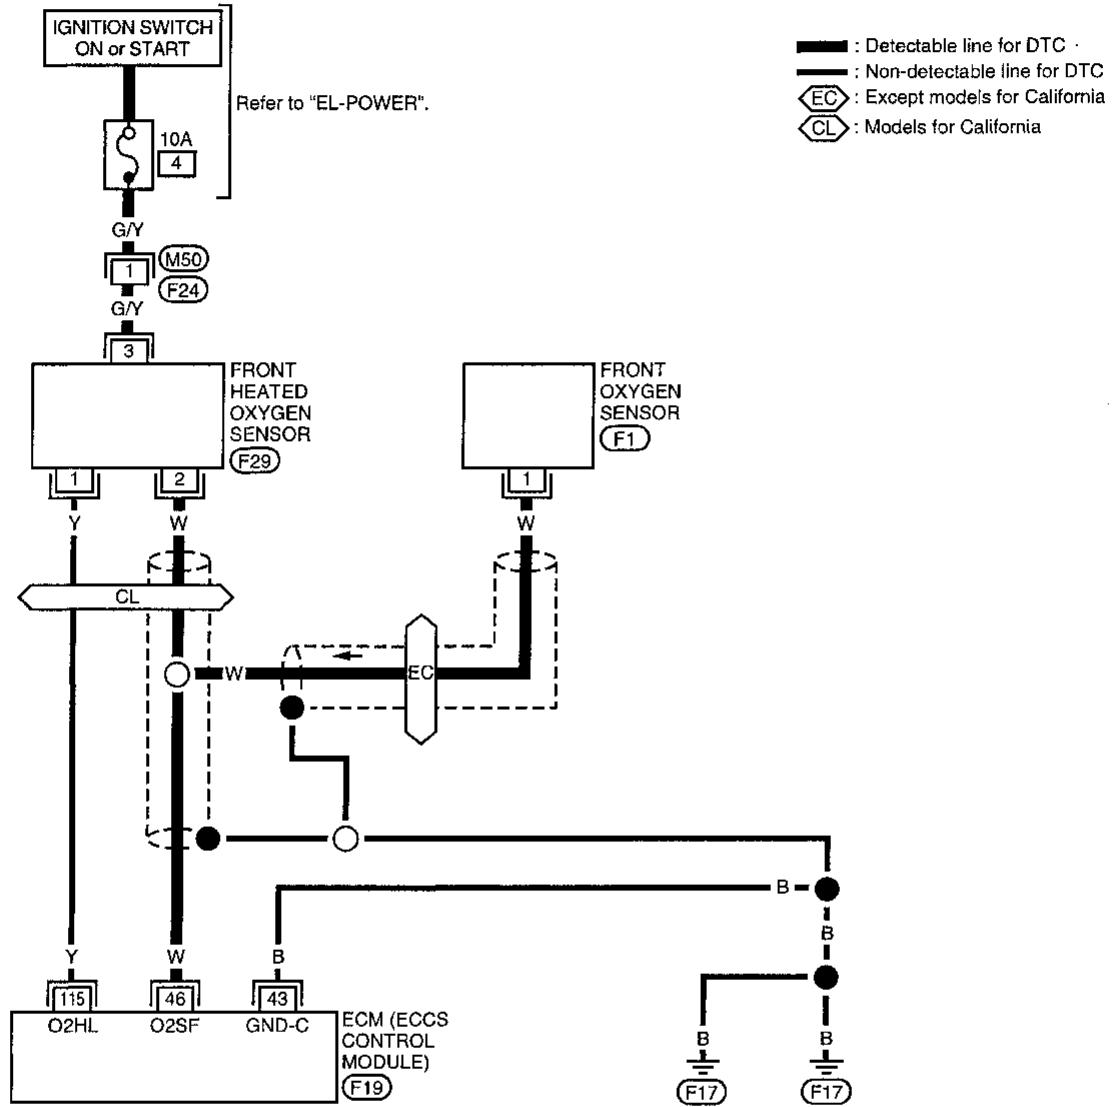 IGNITION SWITCH
ON or START
Refer to "EL-POWER".
: Detectable line for DTC
: Non-detectable line for DTC
EC : Except models for California
CL : Models for California
10A
4
G/Y
1
M50
F24
G/Y
3
FRONT
HEATED
OXYGEN
SENSOR
F29
FRONT
OXYGEN
SENSOR
F1
1
2
1
Y
W
W
CL
W
EC
B
B
Y
W
B
115
46
43
O2HL
O2SF
GND-C
ECM (ECCS
CONTROL
MODULE)
F19
B
B
F17
F17